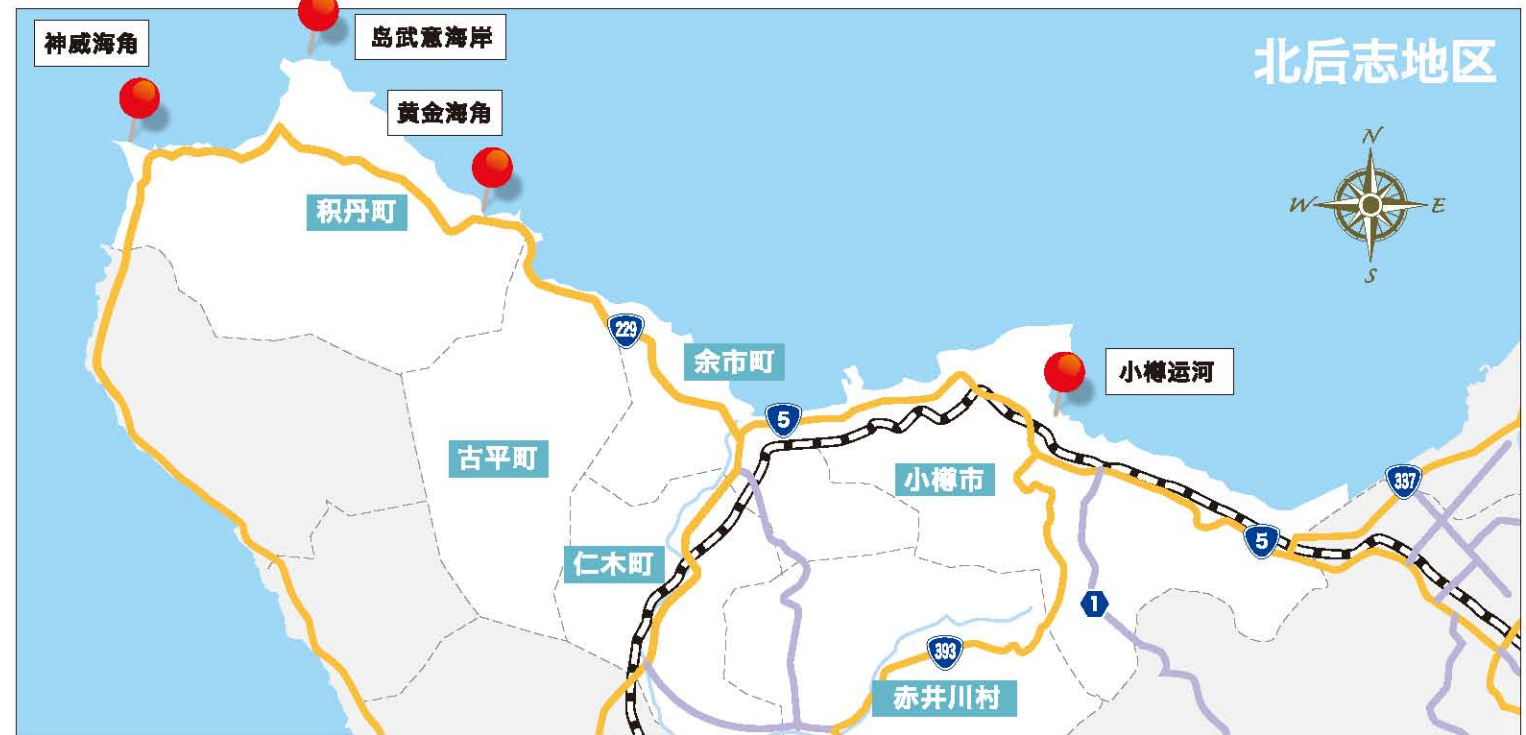 神威海角
岛武意海岸
北后志地区
黄金海角
N
W
E
S
积丹町
229
余市町
小樽运河
5
古平町
小樽市
337
5
仁木町
1
393
赤井川村